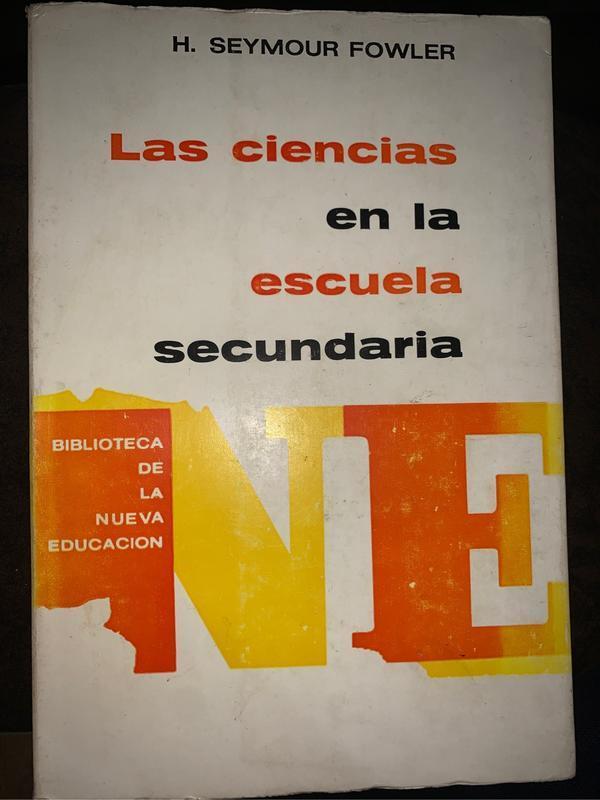 H. SEYMOUR FOWLER
Las ciencias
en la
escuela
secundaria
BIBLIOTECA
DE
LA
NUEVA
EDUCACION
NE